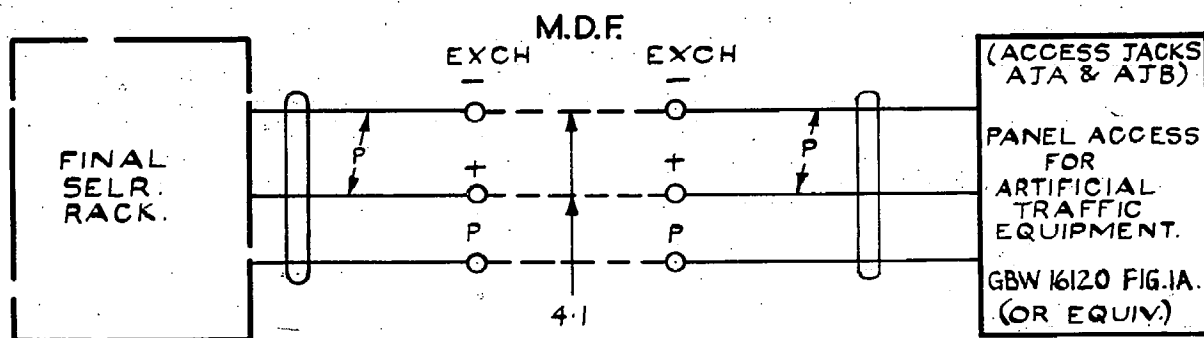 M.D.F.
EXCH
EXCH
−
−
FINAL
SELR.
RACK.
P
+
+
P
P
P
4·1
(ACCESS JACKS
AJA & AJB)
PANEL ACCESS
FOR
ARTIFICIAL
TRAFFIC
EQUIPMENT.
GBW 16120 FIG.1A.
(OR EQUIV.)